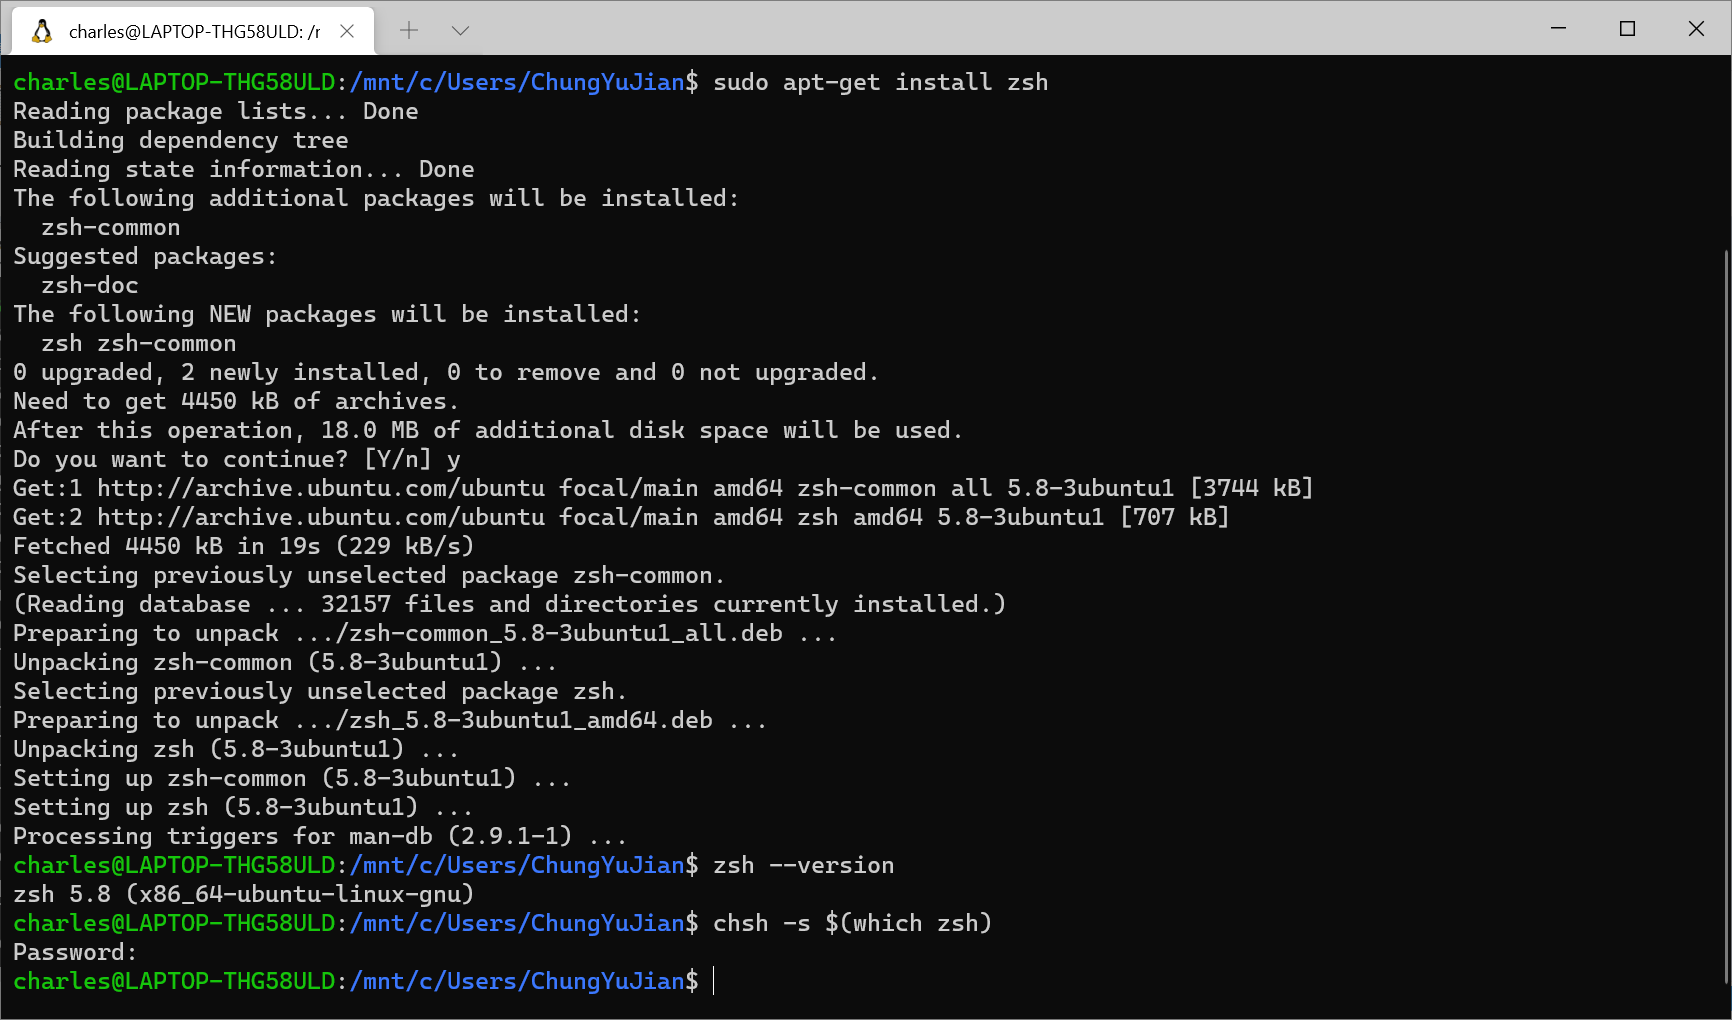 charles@LAPTOP-THG58ULD: /r
charles@LAPTOP-THG58ULD:/mnt/c/Users/ChungYuJian$ sudo apt-get install zsh
Reading package lists... Done
Building dependency tree
Reading state information... Done
The following additional packages will be installed:
  zsh-common
Suggested packages:
  zsh-doc
The following NEW packages will be installed:
  zsh zsh-common
0 upgraded, 2 newly installed, 0 to remove and 0 not upgraded.
Need to get 4450 kB of archives.
After this operation, 18.0 MB of additional disk space will be used.
Do you want to continue? [Y/n] y
Get:1 http://archive.ubuntu.com/ubuntu focal/main amd64 zsh-common all 5.8-3ubuntu1 [3744 kB]
Get:2 http://archive.ubuntu.com/ubuntu focal/main amd64 zsh amd64 5.8-3ubuntu1 [707 kB]
Fetched 4450 kB in 19s (229 kB/s)
Selecting previously unselected package zsh-common.
(Reading database ... 32157 files and directories currently installed.)
Preparing to unpack .../zsh-common_5.8-3ubuntu1_all.deb ...
Unpacking zsh-common (5.8-3ubuntu1) ...
Selecting previously unselected package zsh.
Preparing to unpack .../zsh_5.8-3ubuntu1_amd64.deb ...
Unpacking zsh (5.8-3ubuntu1) ...
Setting up zsh-common (5.8-3ubuntu1) ...
Setting up zsh (5.8-3ubuntu1) ...
Processing triggers for man-db (2.9.1-1) ...
charles@LAPTOP-THG58ULD:/mnt/c/Users/ChungYuJian$ zsh --version
zsh 5.8 (x86_64-ubuntu-linux-gnu)
charles@LAPTOP-THG58ULD:/mnt/c/Users/ChungYuJian$ chsh -s $(which zsh)
Password:
charles@LAPTOP-THG58ULD:/mnt/c/Users/ChungYuJian$